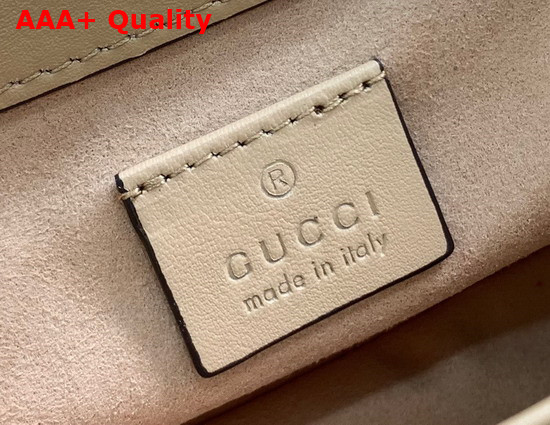 AAA+ Quality
®
GUCCI
made in italy